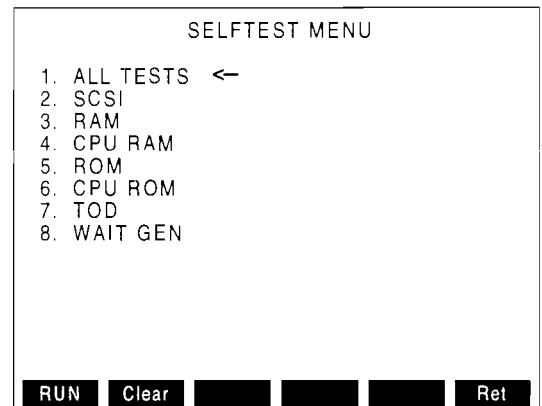 SELFTEST MENU
1. ALL TESTS <-
2. SCSI
3. RAM
4. CPU RAM
5. ROM
6. CPU ROM
7. TOD
8. WAIT GEN
RUN Clear Ret